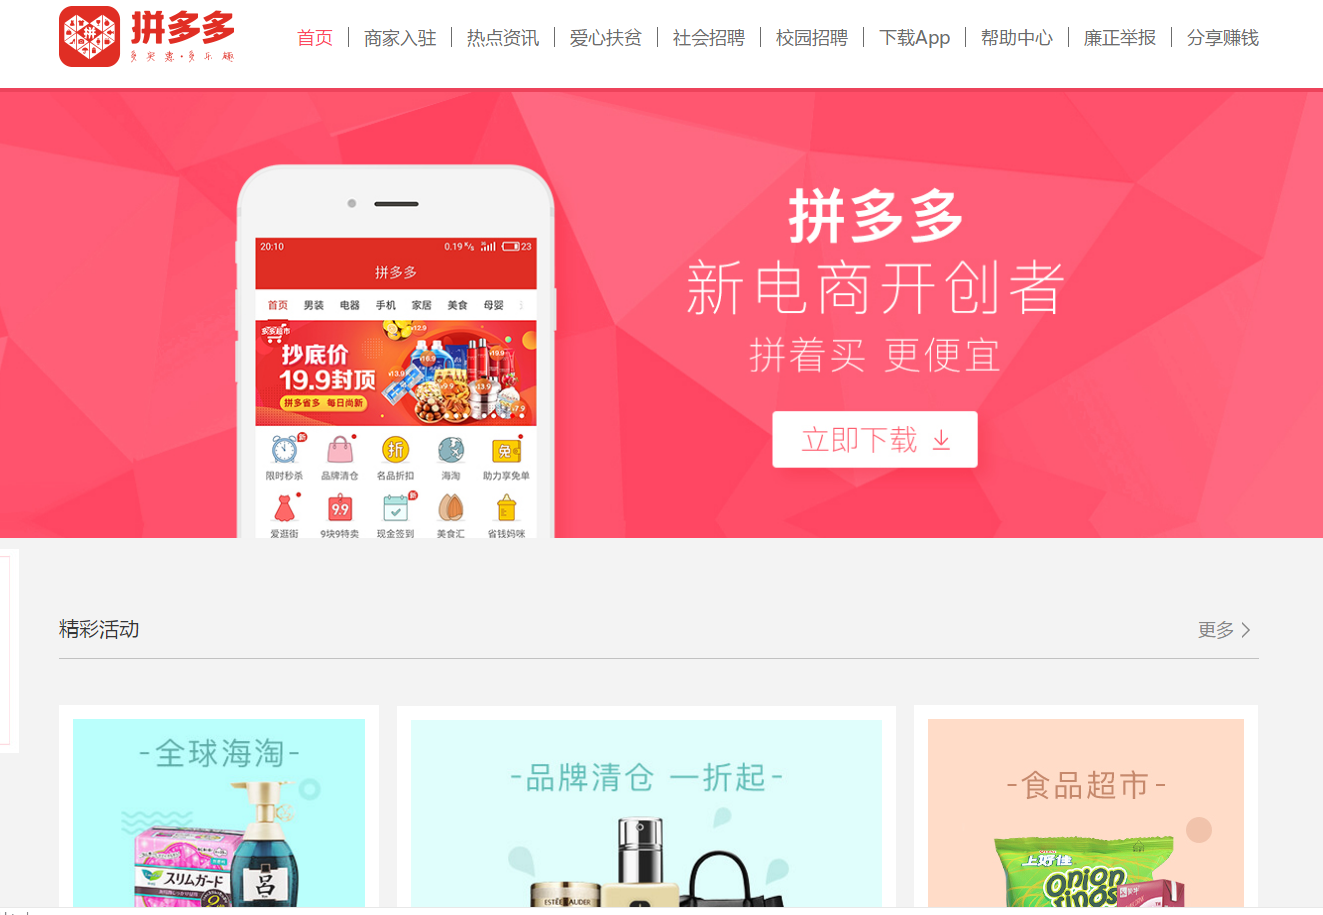 拼多多
多实惠·多乐趣
首页 商家入驻 热点资讯 爱心扶贫 社会招聘 校园招聘 下载App 帮助中心 廉正举报 分享赚钱
20:10 0.19 K/s 23
拼多多
首页 男装 电器 手机 家居 美食 母婴
多多超市
抄底价
19.9封顶
拼多省多 每日尚新
限时秒杀 品牌清仓 名品折扣 海淘 助力享免单
爱逛街 9块9特卖 现金签到 美食汇 省钱妈咪
拼多多
新电商开创者
拼着买 更便宜
立即下载
精彩活动
更多
-全球海淘-
スリムガード
呂
-品牌清仓 一折起-
ESTĒE LAUDER
-食品超市-
上好佳
Onion
rings